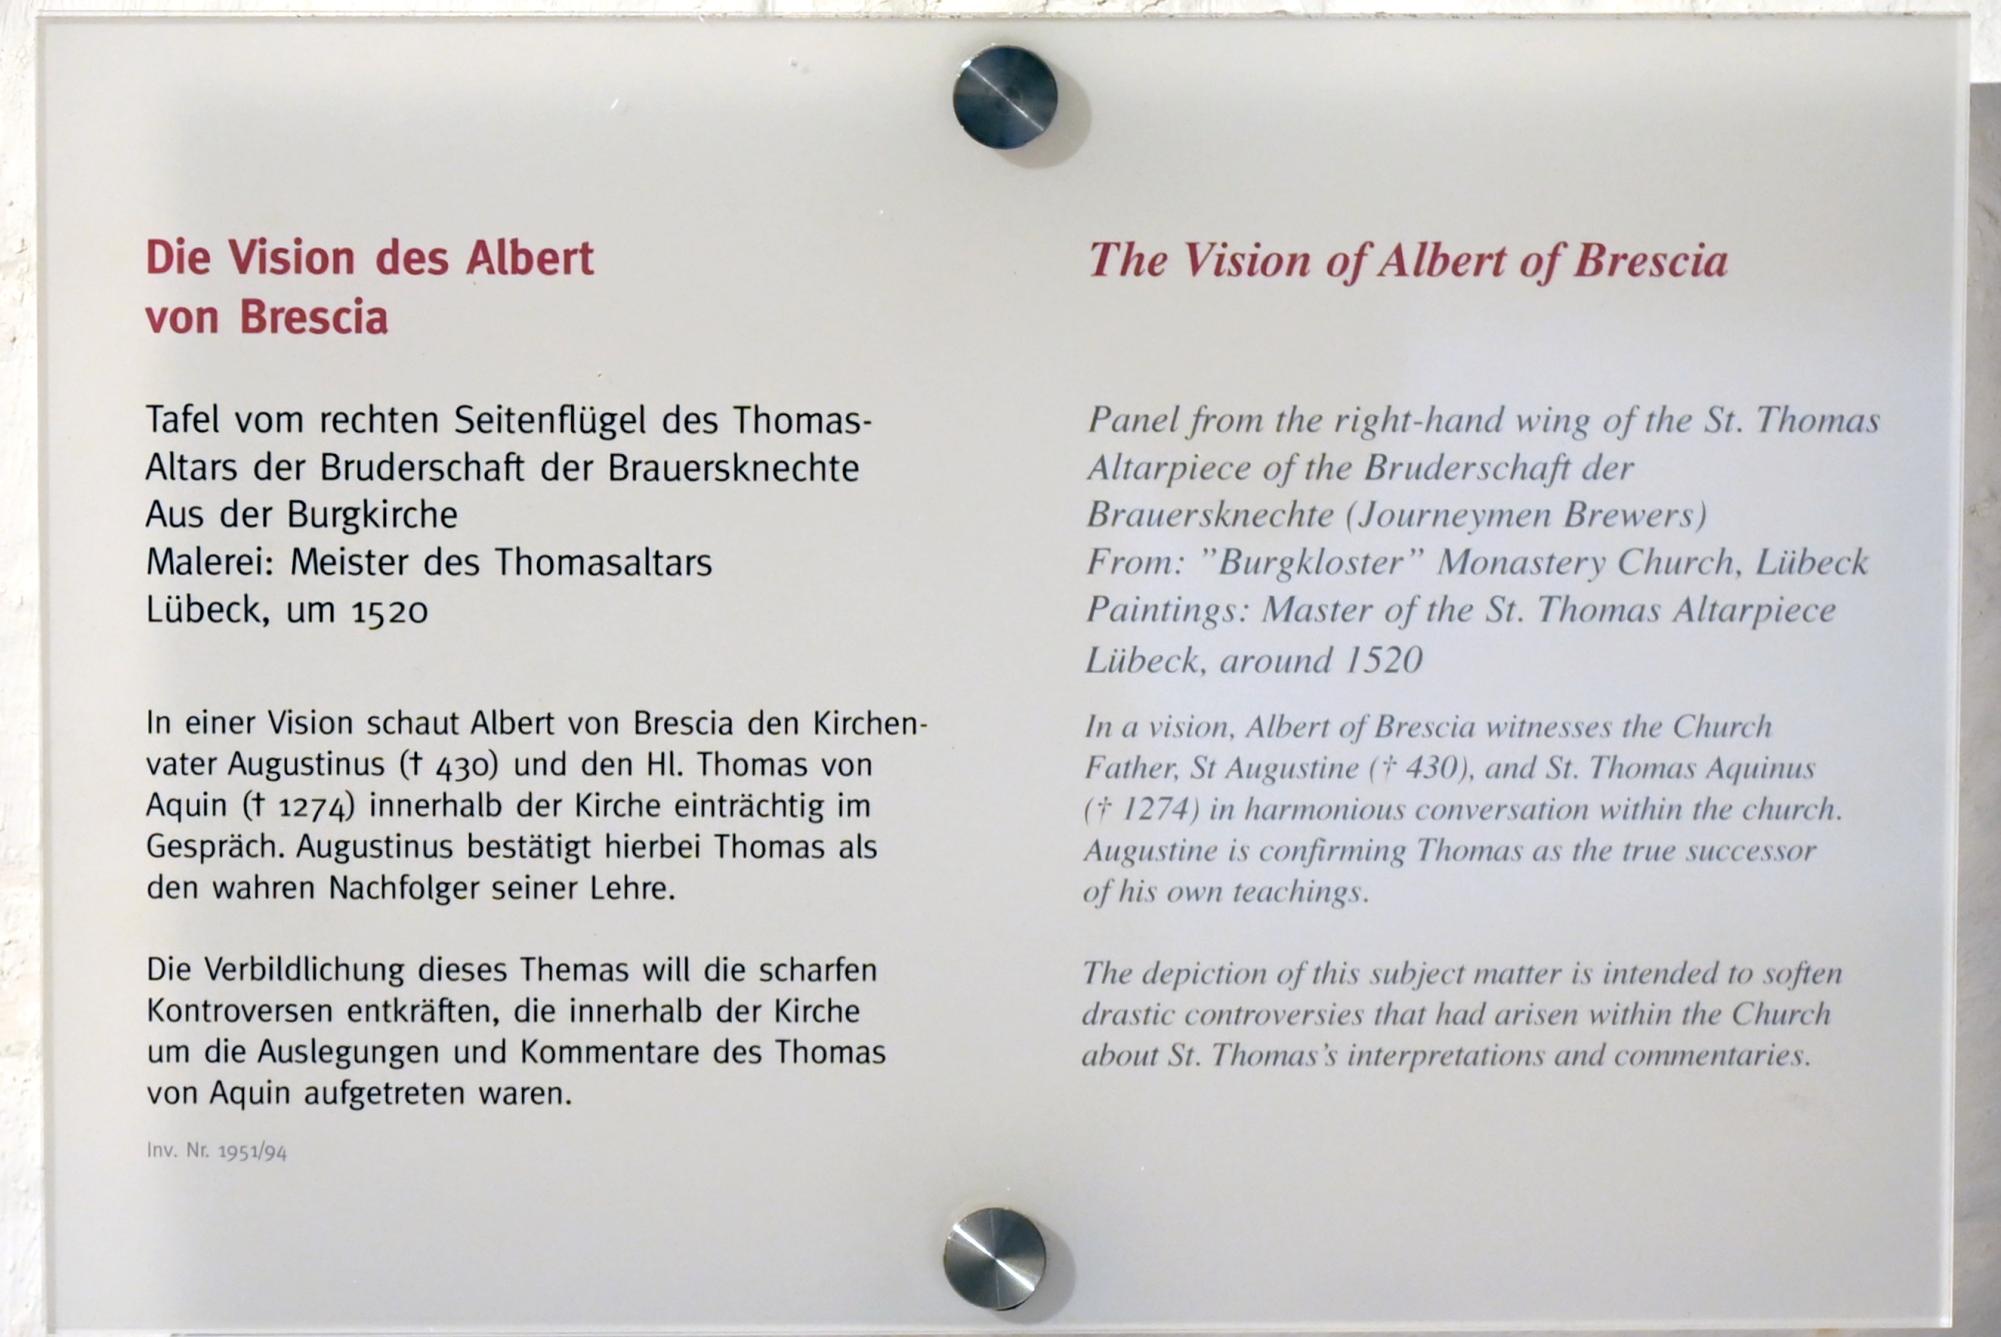 Die Vision des Albert
von Brescia
Tafel vom rechten Seitenflügel des Thomas-
Altars der Bruderschaft der Brauersknechte
Aus der Burgkirche
Malerei: Meister des Thomasaltars
Lübeck, um 1520
In einer Vision schaut Albert von Brescia den Kirchen-
vater Augustinus († 430) und den Hl. Thomas von
Aquin († 1274) innerhalb der Kirche einträchtig im
Gespräch. Augustinus bestätigt hierbei Thomas als
den wahren Nachfolger seiner Lehre.
Die Verbildlichung dieses Themas will die scharfen
Kontroversen entkräften, die innerhalb der Kirche
um die Auslegungen und Kommentare des Thomas
von Aquin aufgetreten waren.
Inv. Nr. 1951/94
The Vision of Albert of Brescia
Panel from the right-hand wing of the St. Thomas
Altarpiece of the Bruderschaft der
Brauersknechte (Journeymen Brewers)
From: ”Burgkloster” Monastery Church, Lübeck
Paintings: Master of the St. Thomas Altarpiece
Lübeck, around 1520
In a vision, Albert of Brescia witnesses the Church
Father, St Augustine († 430), and St. Thomas Aquinus
(† 1274) in harmonious conversation within the church.
Augustine is confirming Thomas as the true successor
of his own teachings.
The depiction of this subject matter is intended to soften
drastic controversies that had arisen within the Church
about St. Thomas’s interpretations and commentaries.